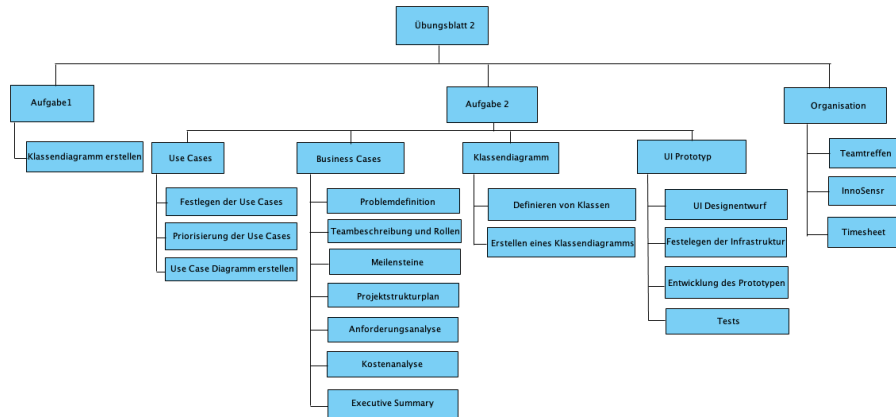 Übungsblatt 2
Aufgabe1
Aufgabe 2
Organisation
Klassendiagramm erstellen
Use Cases
Business Cases
Klassendiagramm
UI Prototyp
Teamtreffen
InnoSensr
Timesheet
Festlegen der Use Cases
Priorisierung der Use Cases
Use Case Diagramm erstellen
Problemdefinition
Teambeschreibung und Rollen
Meilensteine
Projektstrukturplan
Anforderungsanalyse
Kostenanalyse
Executive Summary
Definieren von Klassen
Erstellen eines Klassendiagramms
UI Designentwurf
Festelegen der Infrastruktur
Entwicklung des Prototypen
Tests